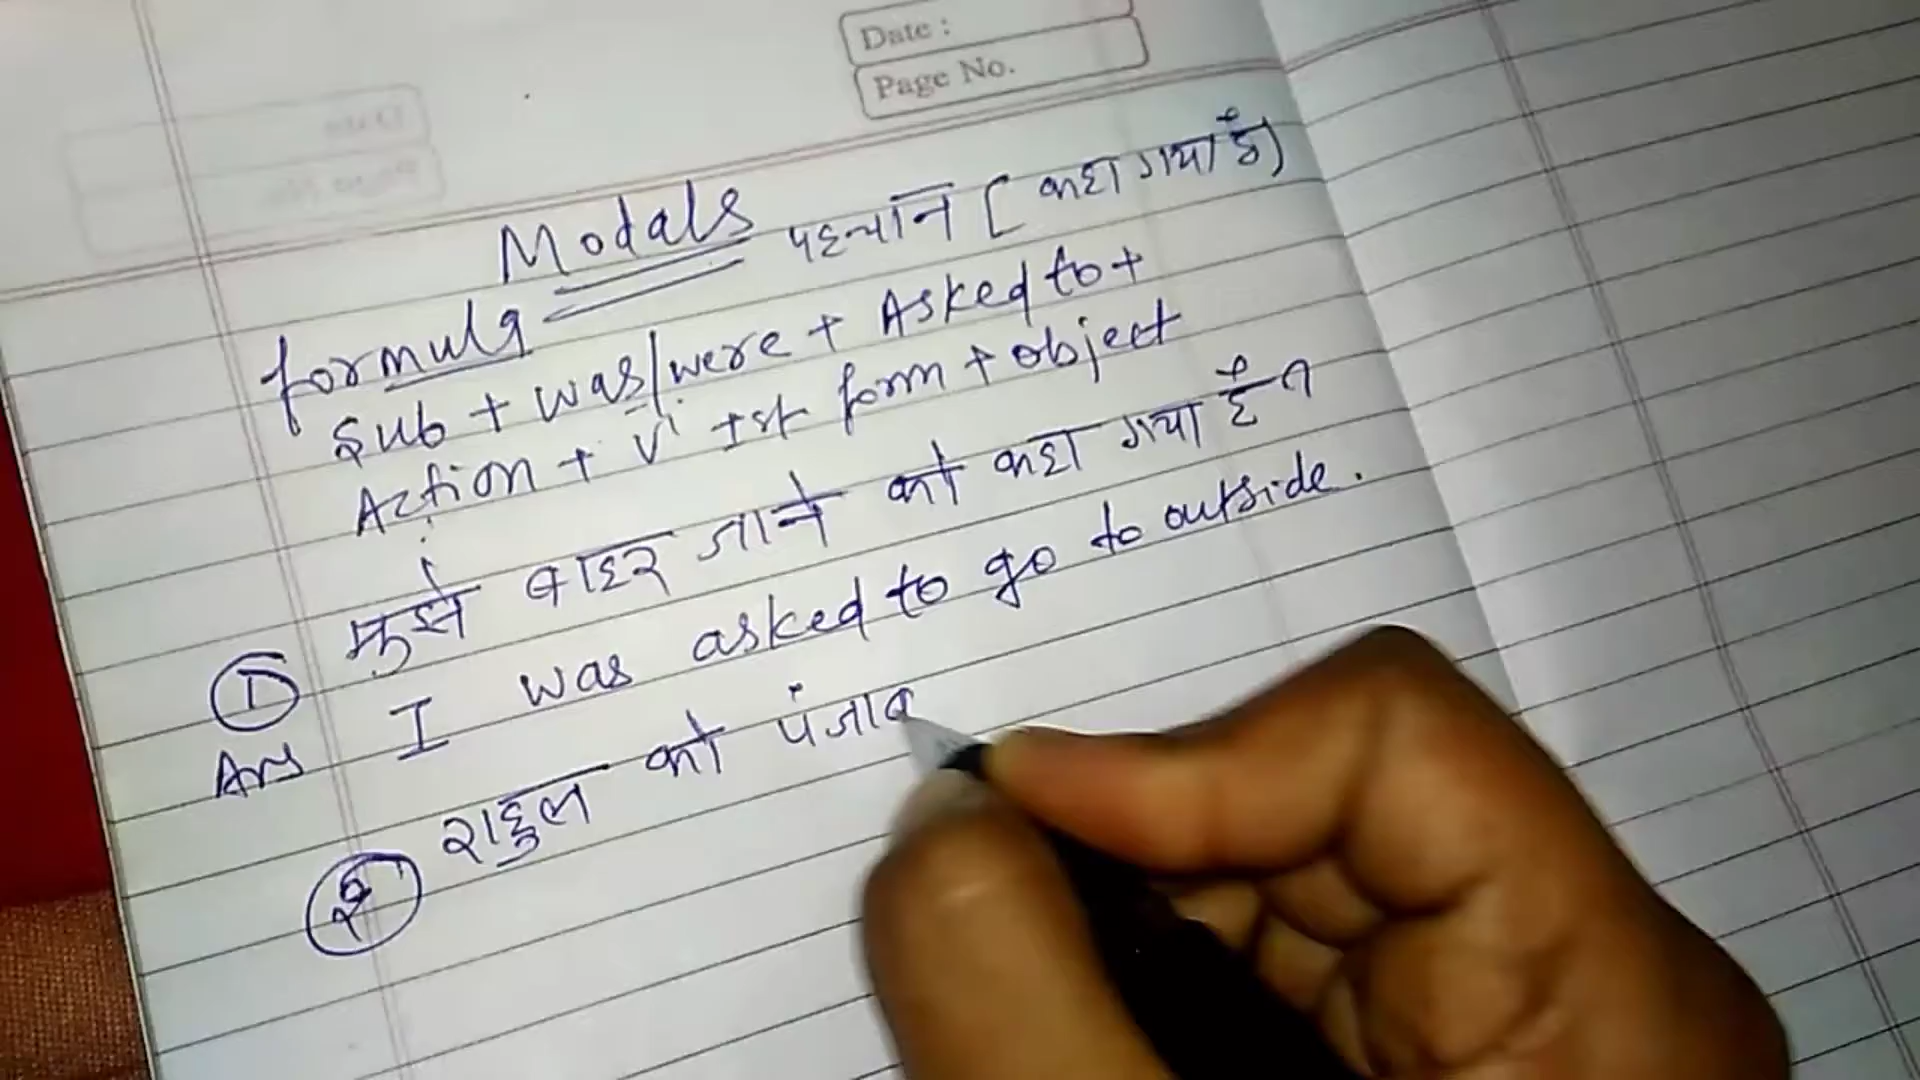 Date :
Page No.
Modals पहचान [ कहा गया है)
formula
Sub + was/were + Asked to +
Action + V¹ Ist form + object
① मुझे बाहर जाने को कहा गया है।
Ans I was asked to go to outside.
② राहुल को पंजाब